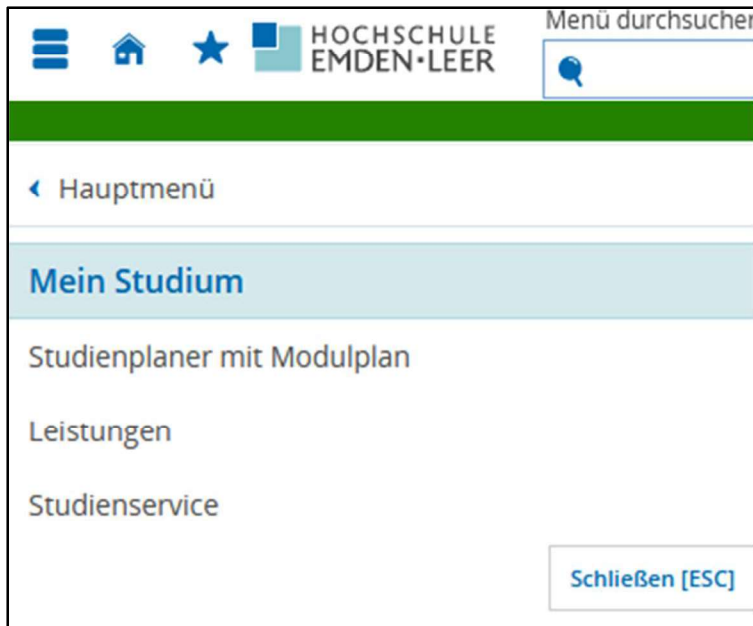 HOCHSCHULE
EMDEN·LEER
Menü durchsuchen
Hauptmenü
Mein Studium
Studienplaner mit Modulplan
Leistungen
Studienservice
Schließen [ESC]